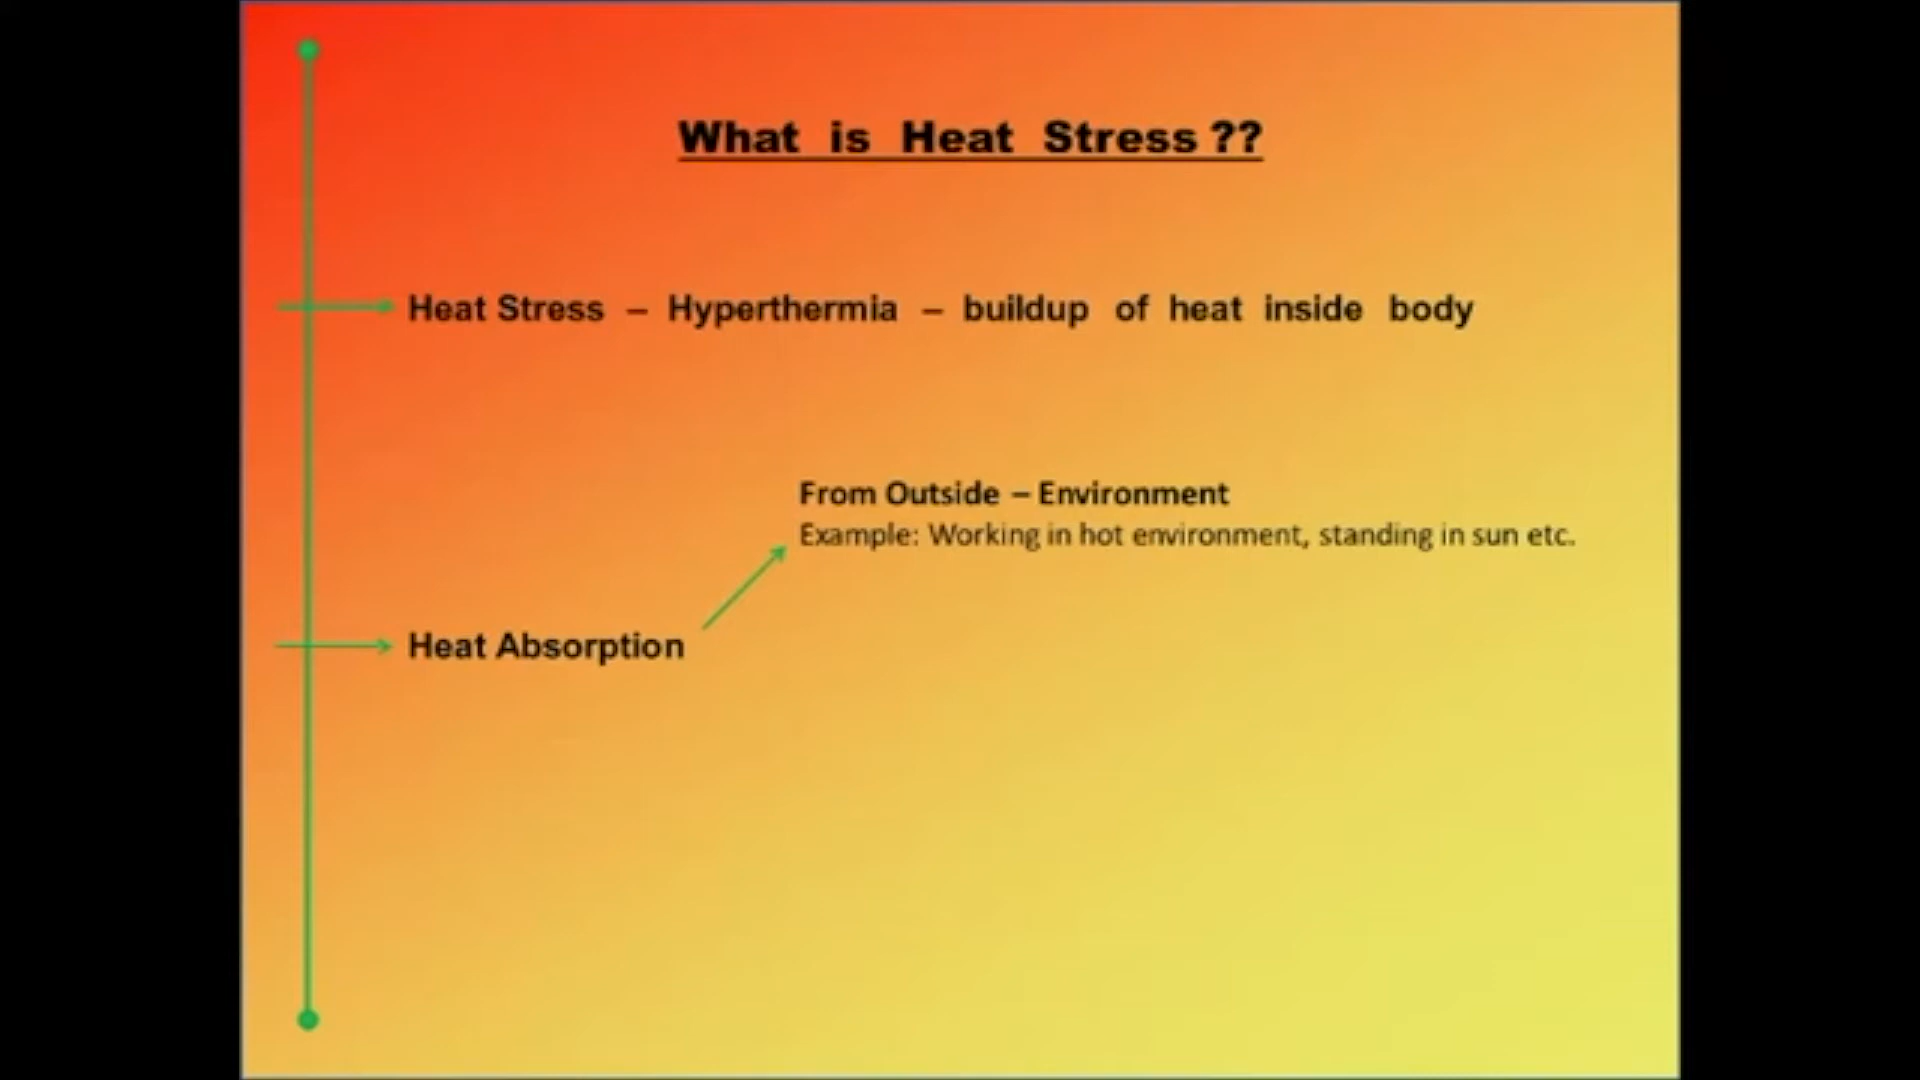 What is Heat Stress ??
Heat Stress – Hyperthermia – buildup of heat inside body
From Outside – Environment
Example: Working in hot environment, standing in sun etc.
Heat Absorption